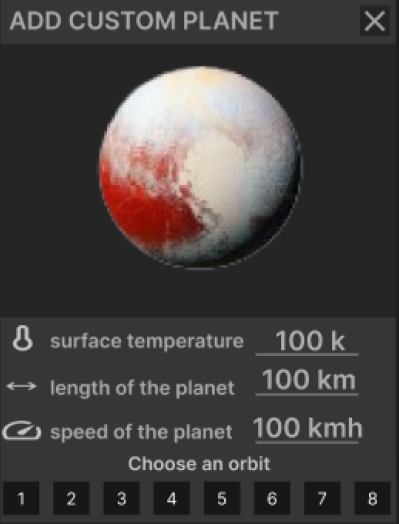 ADD CUSTOM PLANET
surface temperature 100 k
length of the planet 100 km
speed of the planet 100 kmh
Choose an orbit
1 2 3 4 5 6 7 8